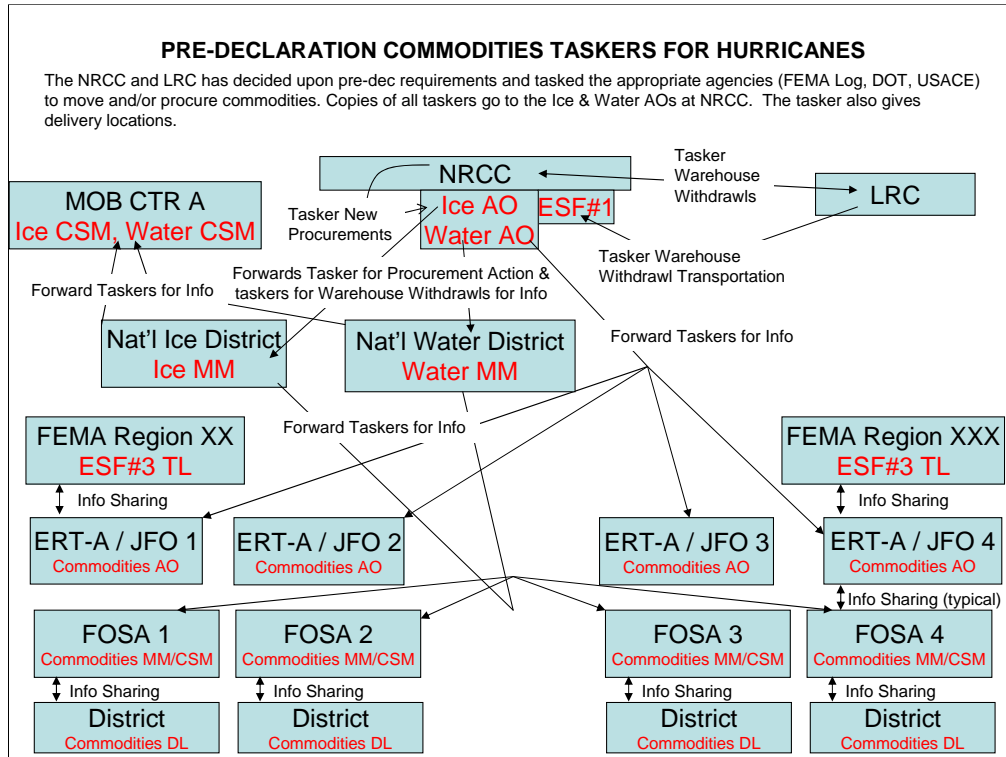 PRE-DECLARATION COMMODITIES TASKERS FOR HURRICANES
The NRCC and LRC has decided upon pre-dec requirements and tasked the appropriate agencies (FEMA Log, DOT, USACE)
to move and/or procure commodities. Copies of all taskers go to the Ice & Water AOs at NRCC.  The tasker also gives
delivery locations.
NRCC
Tasker
Warehouse
Withdrawls
LRC
MOB CTR A
Ice CSM, Water CSM
Tasker New
Procurements
Ice AO
Water AO
ESF#1
Tasker Warehouse
Withdrawl Transportation
Forward Taskers for Info
Forwards Tasker for Procurement Action &
taskers for Warehouse Withdrawls for Info
Forward Taskers for Info
Nat'l Ice District
Ice MM
Nat'l Water District
Water MM
Forward Taskers for Info
FEMA Region XX
ESF#3 TL
FEMA Region XXX
ESF#3 TL
Info Sharing
Info Sharing
ERT-A / JFO 1
Commodities AO
ERT-A / JFO 2
Commodities AO
ERT-A / JFO 3
Commodities AO
ERT-A / JFO 4
Commodities AO
Info Sharing (typical)
FOSA 1
Commodities MM/CSM
FOSA 2
Commodities MM/CSM
FOSA 3
Commodities MM/CSM
FOSA 4
Commodities MM/CSM
Info Sharing
Info Sharing
Info Sharing
Info Sharing
District
Commodities DL
District
Commodities DL
District
Commodities DL
District
Commodities DL